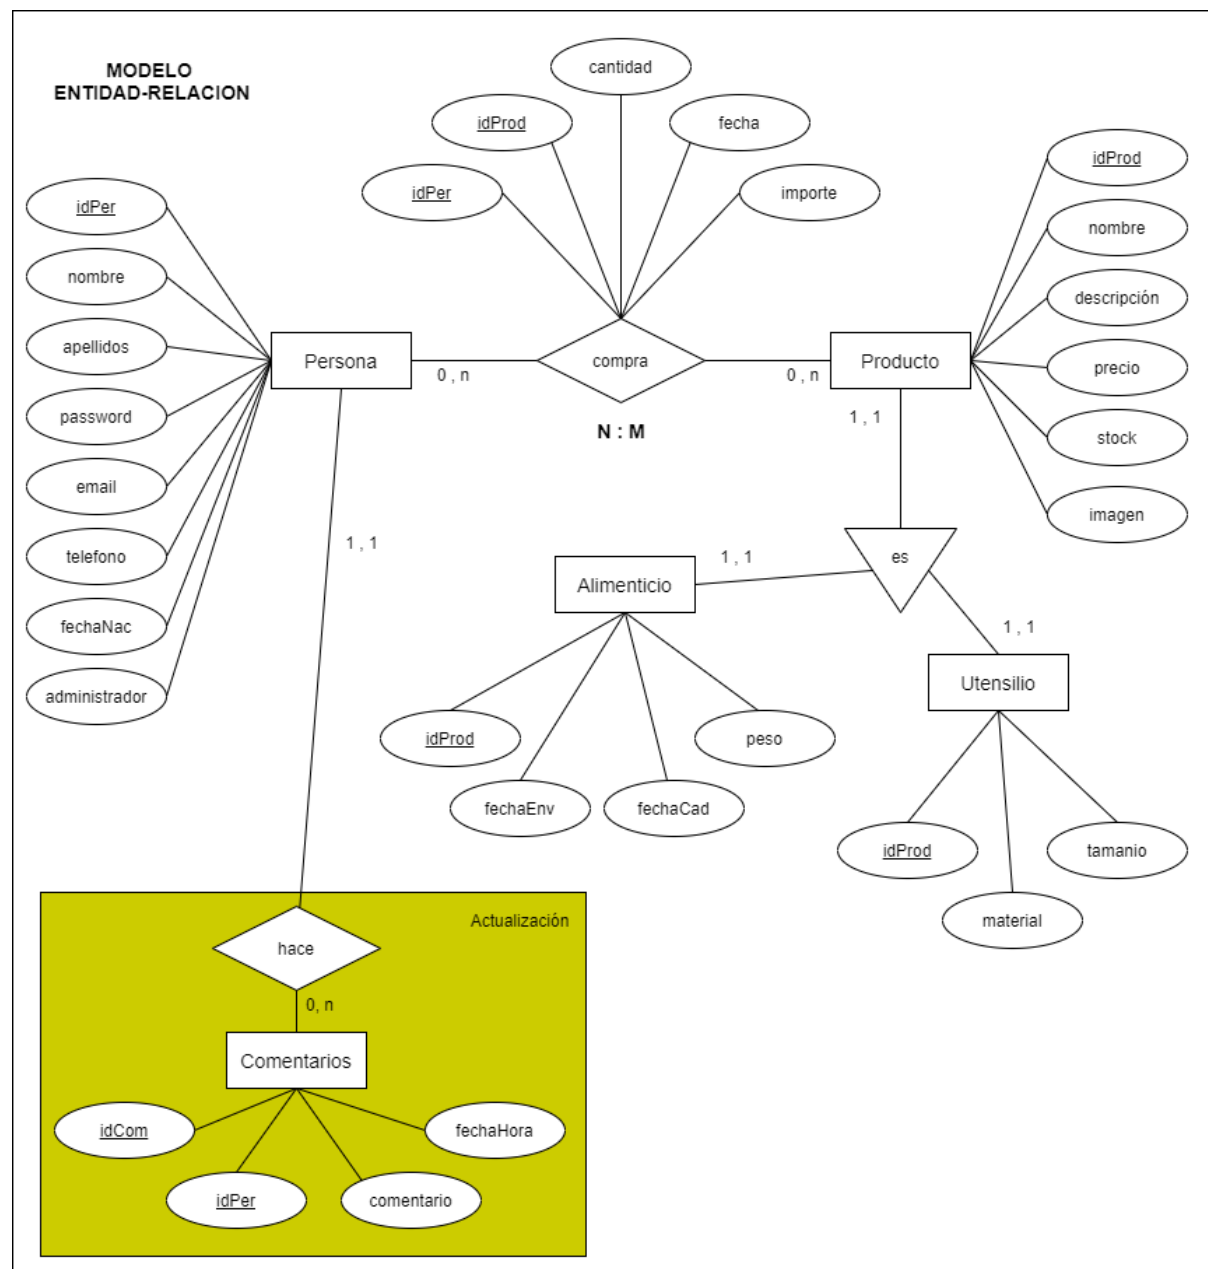 MODELO
ENTIDAD-RELACION
cantidad
idProd
fecha
idPer
importe
idPer
nombre
apellidos
password
email
telefono
fechaNac
administrador
Persona
0 , n
compra
N : M
0, n
Producto
1, 1
idProd
nombre
descripción
precio
stock
imagen
es
1 , 1
Alimenticio
1 , 1
Utensilio
idProd
fechaEnv
fechaCad
peso
idProd
material
tamanio
1 , 1
Actualización
hace
0, n
Comentarios
idCom
idPer
comentario
fechaHora